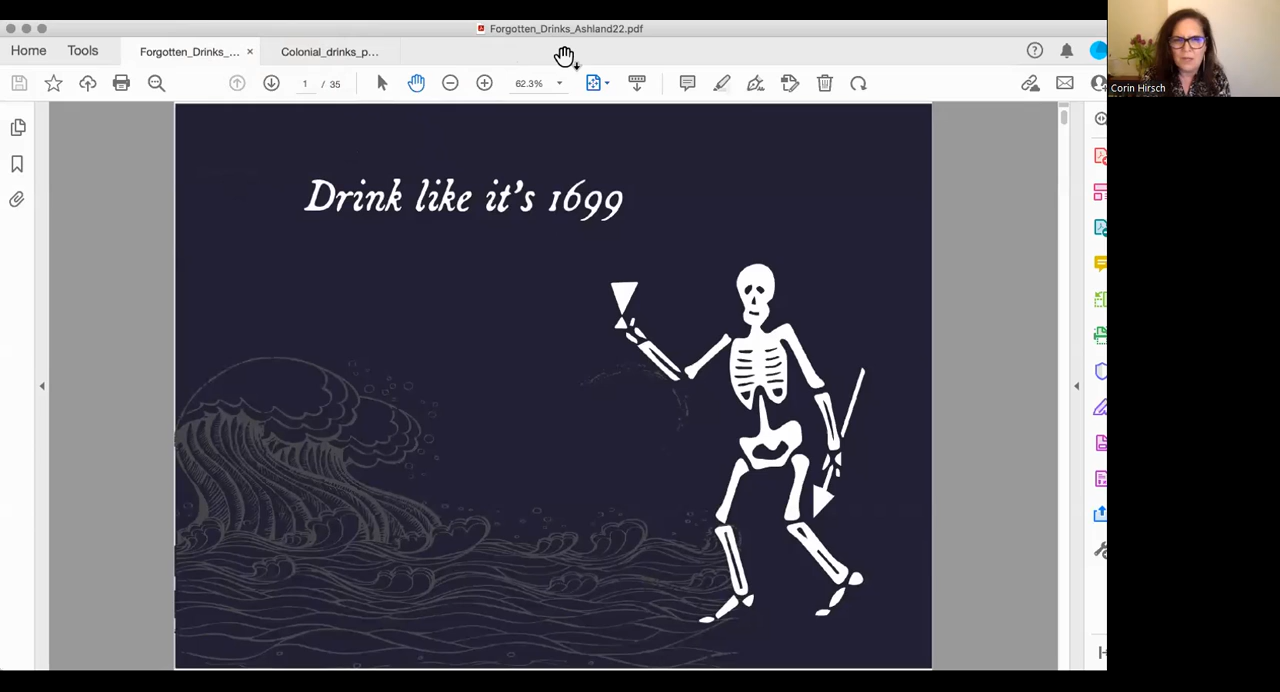 Forgotten_Drinks_Ashland22.pdf
Home
Tools
Forgotten_Drinks_...
Colonial_drinks_p...
1 / 35
62.3%
Corin Hirsch
Drink like it's 1699